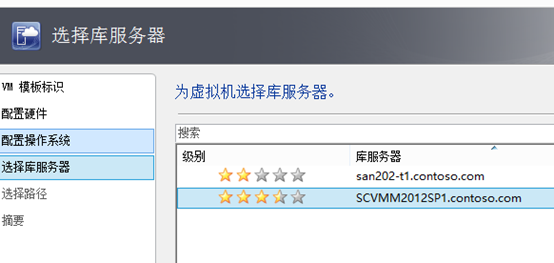 选择库服务器
VM 模板标识
配置硬件
配置操作系统
选择库服务器
选择路径
摘要
为虚拟机选择库服务器。
搜索
级别 库服务器
san202-t1.contoso.com
SCVMM2012SP1.contoso.com